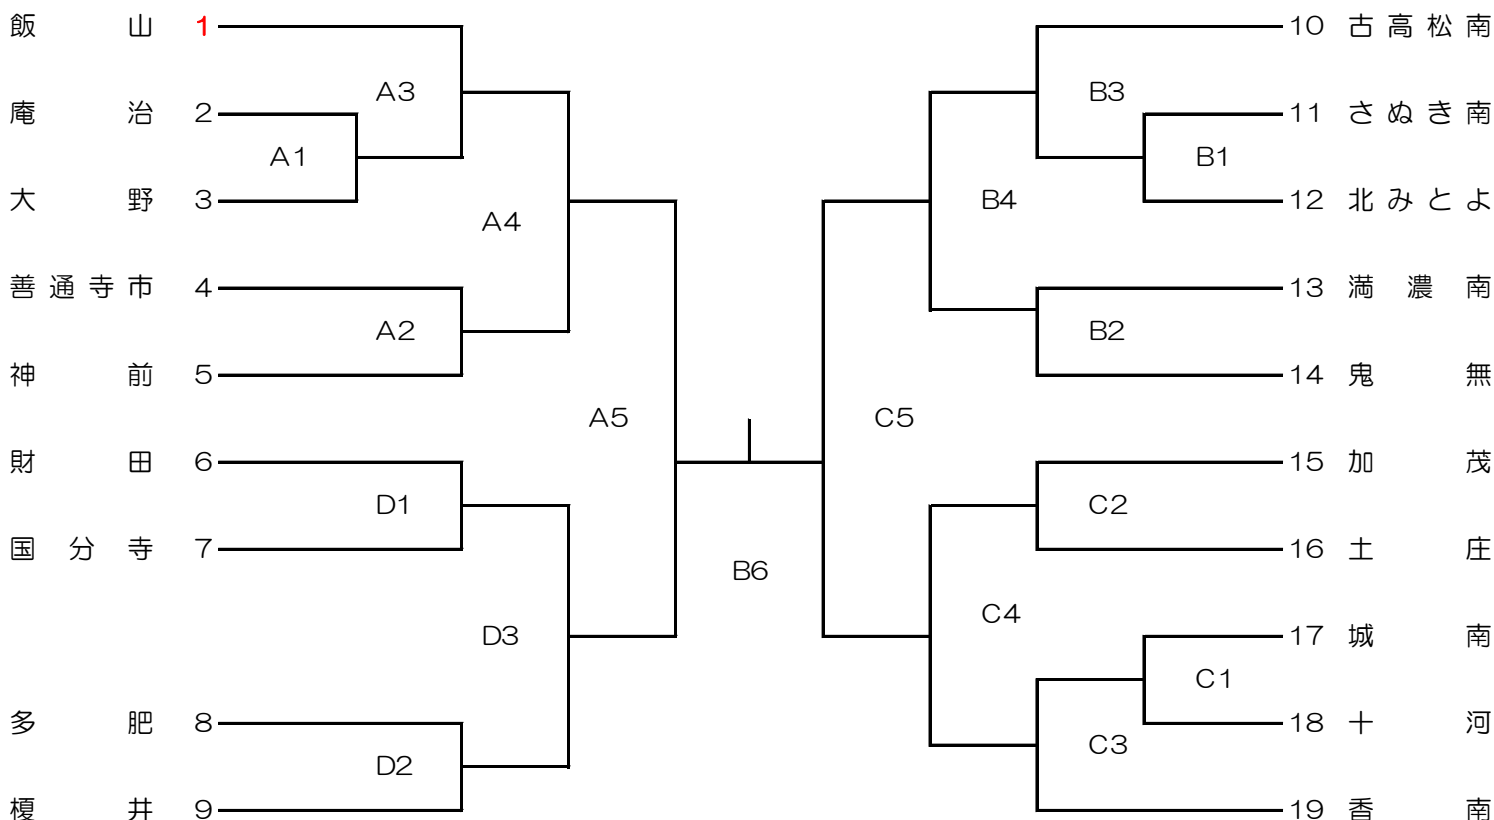 飯山 1
A3
庵治 2
A1
大野 3
A4
善通寺市 4
A2
神前 5
A5
財田 6
D1
国分寺 7
D3
多肥 8
D2
榎井 9
B6
10 古高松南
B3
11 さぬき南
B1
12 北みとよ
B4
13 満濃南
B2
14 鬼無
C5
15 加茂
C2
16 土庄
C4
17 城南
C1
18 十河
C3
19 香南